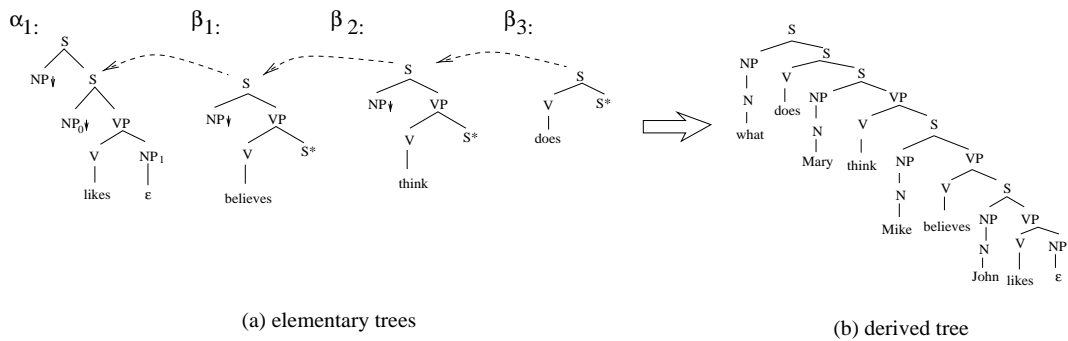 α1: β1: β2: β3:
S S
S
NP S
NP↓ S S S V S
NP0↓ VP NP↓ VP NP↓ VP V S* N does NP VP
V NP1 V S* V S* does what N V S
likes ε believes think Mary think NP VP
N V S
Mike believes NP VP
N V NP
John likes ε
(a) elementary trees
(b) derived tree